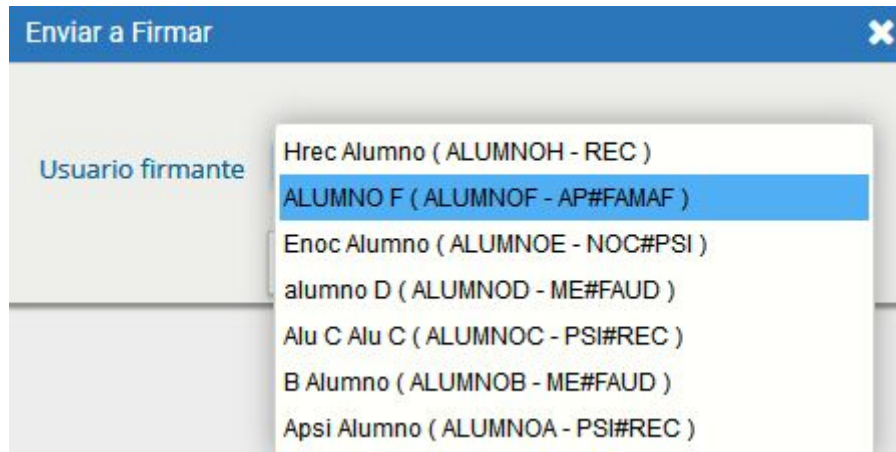 Enviar a Firmar
Usuario firmante
Hrec Alumno ( ALUMNOH - REC )
ALUMNO F ( ALUMNOF - AP#FAMAF )
Enoc Alumno ( ALUMNOE - NOC#PSI )
alumno D ( ALUMNOD - ME#FAUD )
Alu C Alu C ( ALUMNOC - PSI#REC )
B Alumno ( ALUMNOB - ME#FAUD )
Apsi Alumno ( ALUMNOA - PSI#REC )